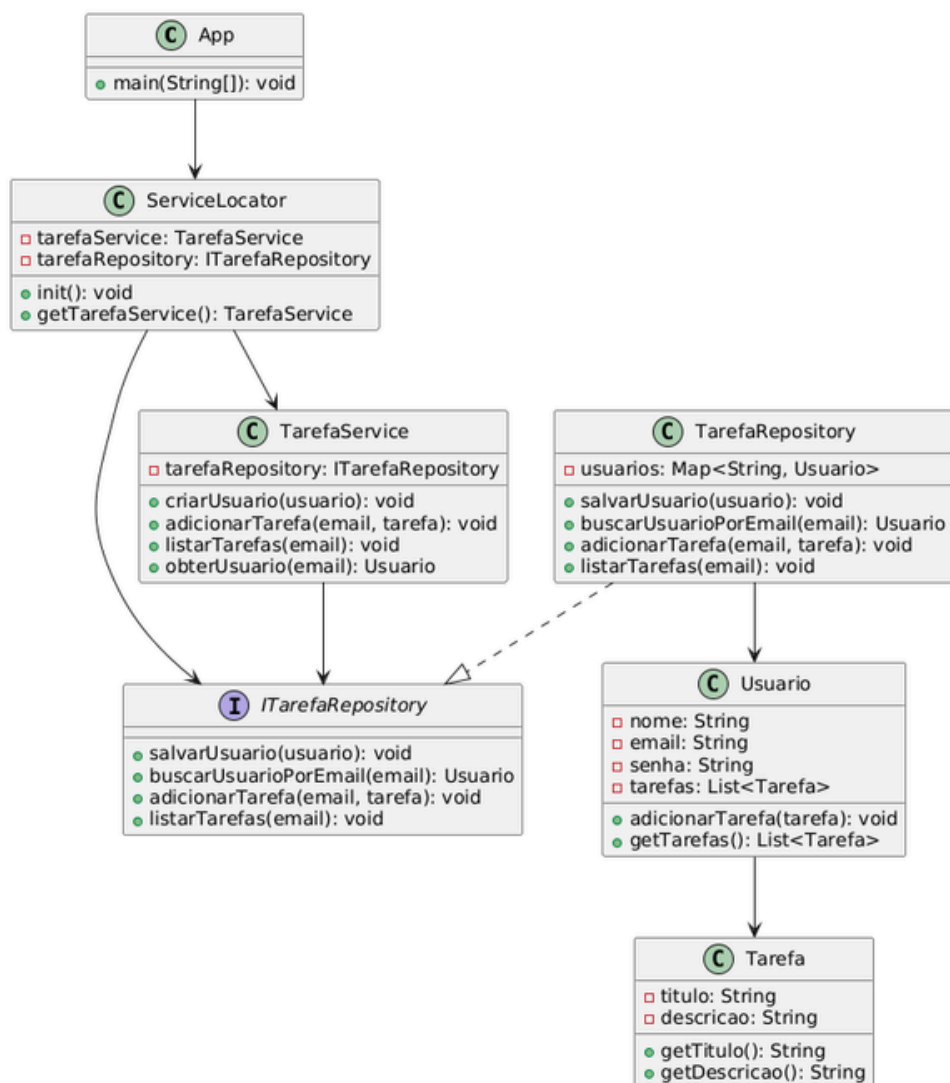 C App
main(String[]): void
C ServiceLocator
tarefaService: TarefaService
tarefaRepository: ITarefaRepository
init(): void
getTarefaService(): TarefaService
C TarefaService
tarefaRepository: ITarefaRepository
criarUsuario(usuario): void
adicionarTarefa(email, tarefa): void
listarTarefas(email): void
obterUsuario(email): Usuario
C TarefaRepository
usuarios: Map<String, Usuario>
salvarUsuario(usuario): void
buscarUsuarioPorEmail(email): Usuario
adicionarTarefa(email, tarefa): void
listarTarefas(email): void
I ITarefaRepository
salvarUsuario(usuario): void
buscarUsuarioPorEmail(email): Usuario
adicionarTarefa(email, tarefa): void
listarTarefas(email): void
C Usuario
nome: String
email: String
senha: String
tarefas: List<Tarefa>
adicionarTarefa(tarefa): void
getTarefas(): List<Tarefa>
C Tarefa
titulo: String
descricao: String
getTitulo(): String
getDescricao(): String